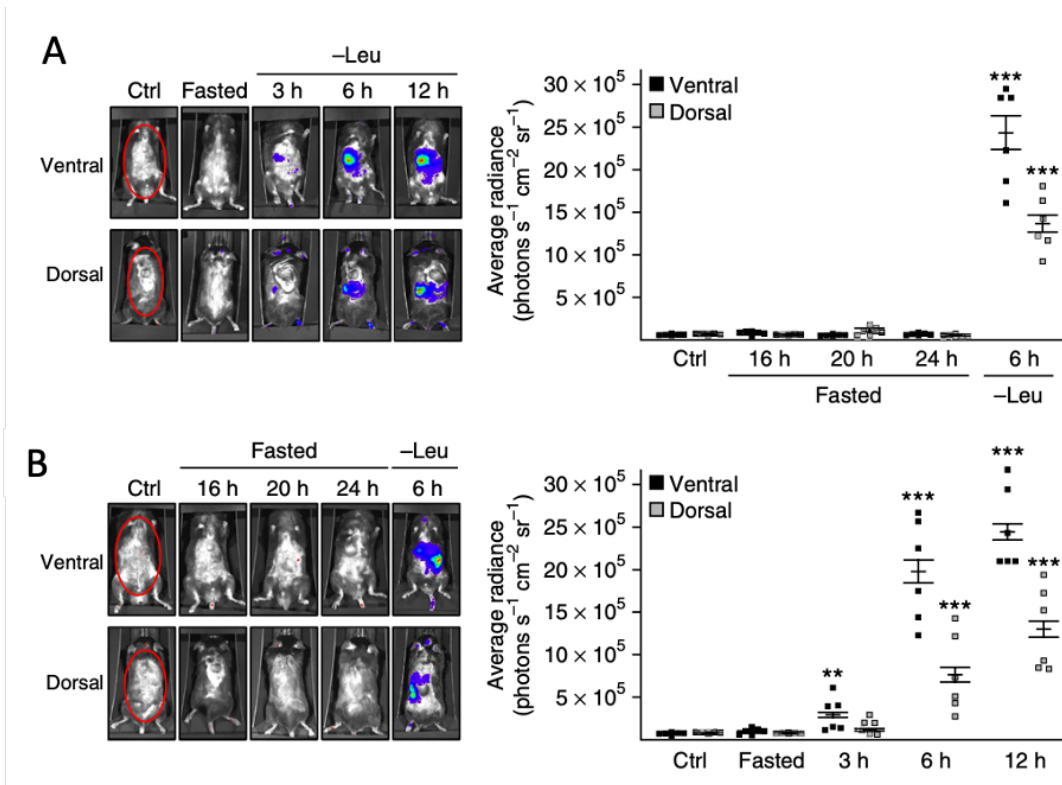 A
–Leu
Ctrl Fasted 3 h 6 h 12 h
Ventral
Dorsal
Average radiance
(photons s⁻¹ cm⁻² sr⁻¹)
30 × 10⁵
25 × 10⁵
20 × 10⁵
15 × 10⁵
10 × 10⁵
5 × 10⁵
Ventral
Dorsal
***
***
Ctrl 16 h 20 h 24 h 6 h
Fasted –Leu
B
Fasted –Leu
Ctrl 16 h 20 h 24 h 6 h
Ventral
Dorsal
Average radiance
(photons s⁻¹ cm⁻² sr⁻¹)
30 × 10⁵
25 × 10⁵
20 × 10⁵
15 × 10⁵
10 × 10⁵
5 × 10⁵
Ventral
Dorsal
**
***
***
***
***
Ctrl Fasted 3 h 6 h 12 h